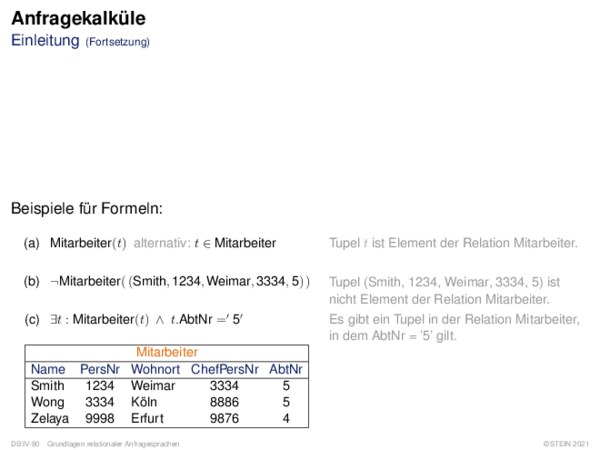 Anfragekalküle
Einleitung (Fortsetzung)
Beispiele für Formeln:
(a) Mitarbeiter(t) alternativ: t ∈ Mitarbeiter Tupel t ist Element der Relation Mitarbeiter.
(b) ¬Mitarbeiter( (Smith, 1234, Weimar, 3334, 5) ) Tupel (Smith, 1234, Weimar, 3334, 5) ist
nicht Element der Relation Mitarbeiter.
(c) ∃t : Mitarbeiter(t) ∧ t.AbtNr =′ 5′ Es gibt ein Tupel in der Relation Mitarbeiter,
in dem AbtNr = '5' gilt.
Mitarbeiter
Name PersNr Wohnort ChefPersNr AbtNr
Smith 1234 Weimar 3334 5
Wong 3334 Köln 8886 5
Zelaya 9998 Erfurt 9876 4
DB:IV-80 Grundlagen relationaler Anfragesprachen ©STEIN 2021